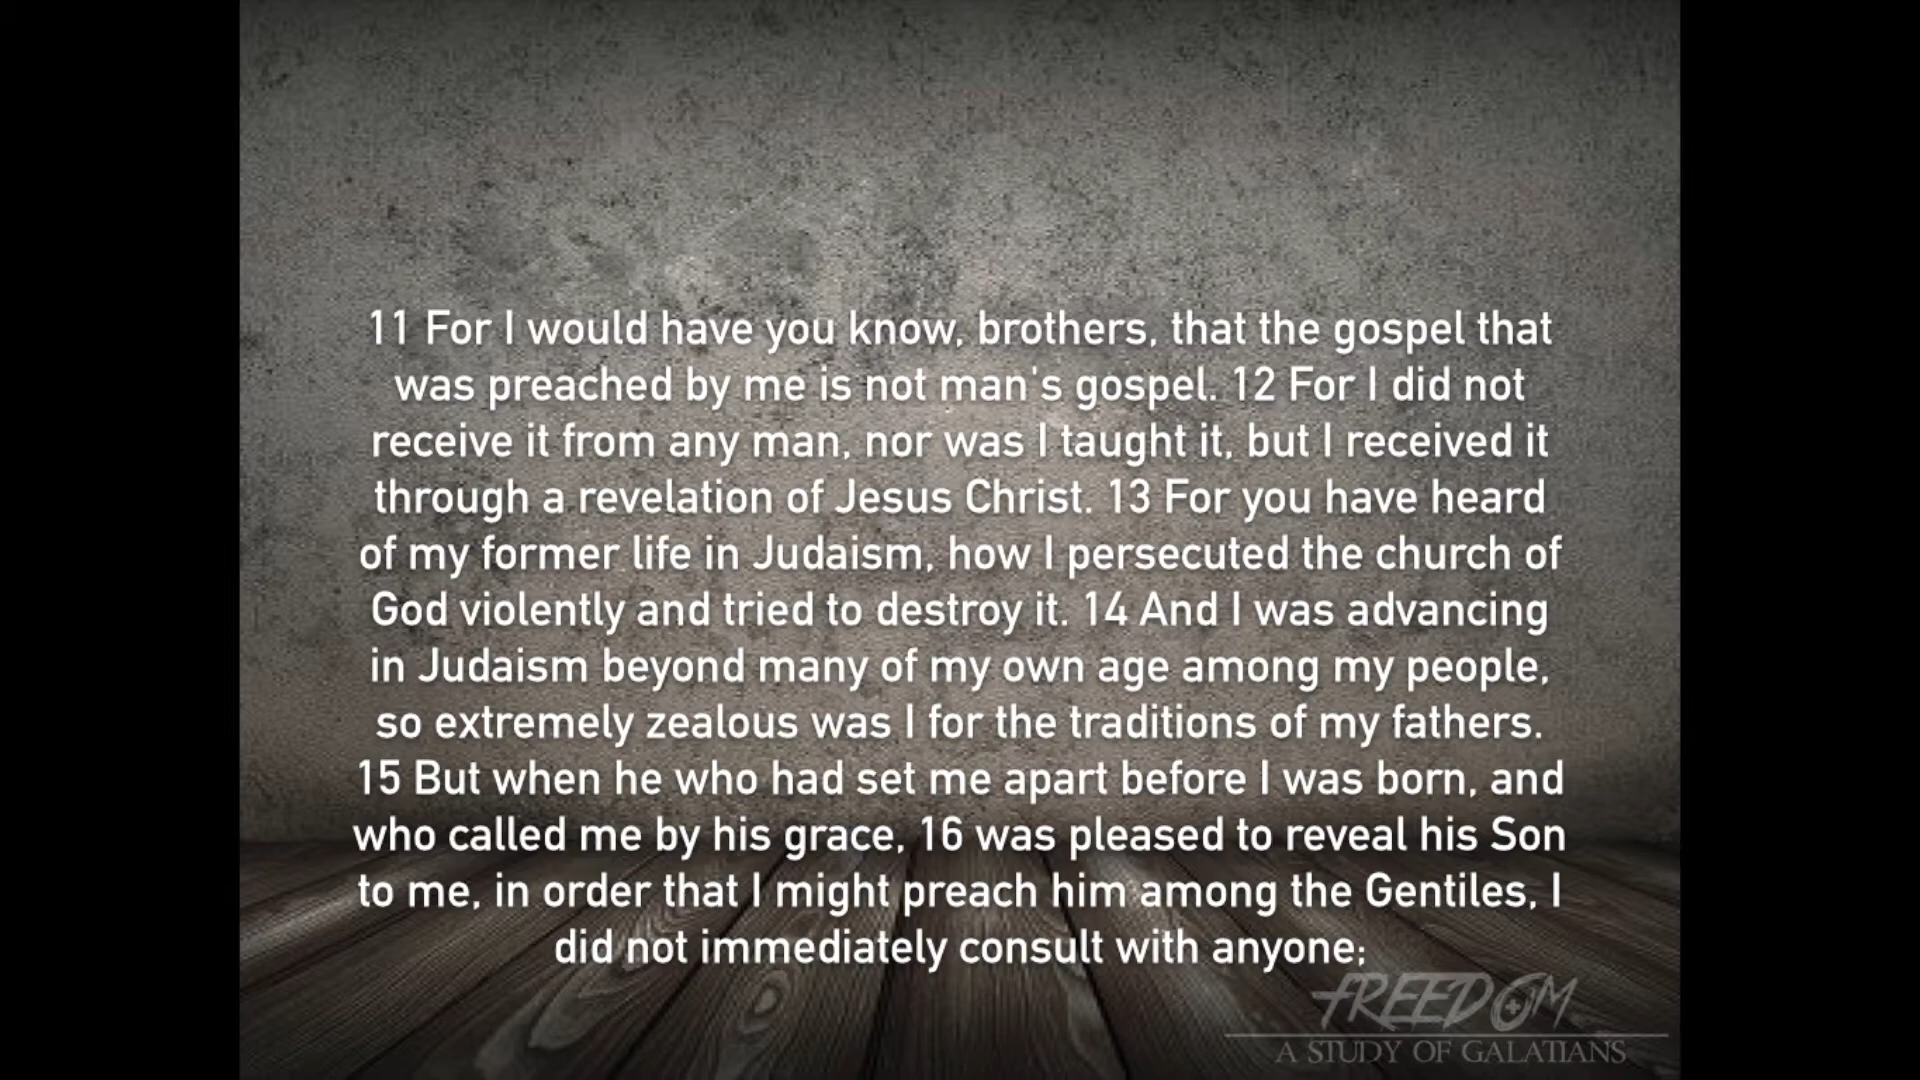 11 For I would have you know, brothers, that the gospel that
was preached by me is not man's gospel. 12 For I did not
receive it from any man, nor was I taught it, but I received it
through a revelation of Jesus Christ. 13 For you have heard
of my former life in Judaism, how I persecuted the church of
God violently and tried to destroy it. 14 And I was advancing
in Judaism beyond many of my own age among my people,
so extremely zealous was I for the traditions of my fathers.
15 But when he who had set me apart before I was born, and
who called me by his grace, 16 was pleased to reveal his Son
to me, in order that I might preach him among the Gentiles, I
did not immediately consult with anyone;
FREEDOM
A STUDY OF GALATIANS